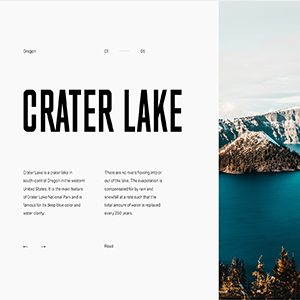 Oregon
01 — 05
CRATER LAKE
Crater Lake is a crater lake in
south-central Oregon in the western
United States. It is the main feature
of Crater Lake National Park and is
famous for its deep blue color and
water clarity.
There are no rivers flowing into or
out of the lake. The evaporation is
compensated for by rain and
snowfall at a rate such that the
total amount of water is replaced
every 250 years.
← →
Read